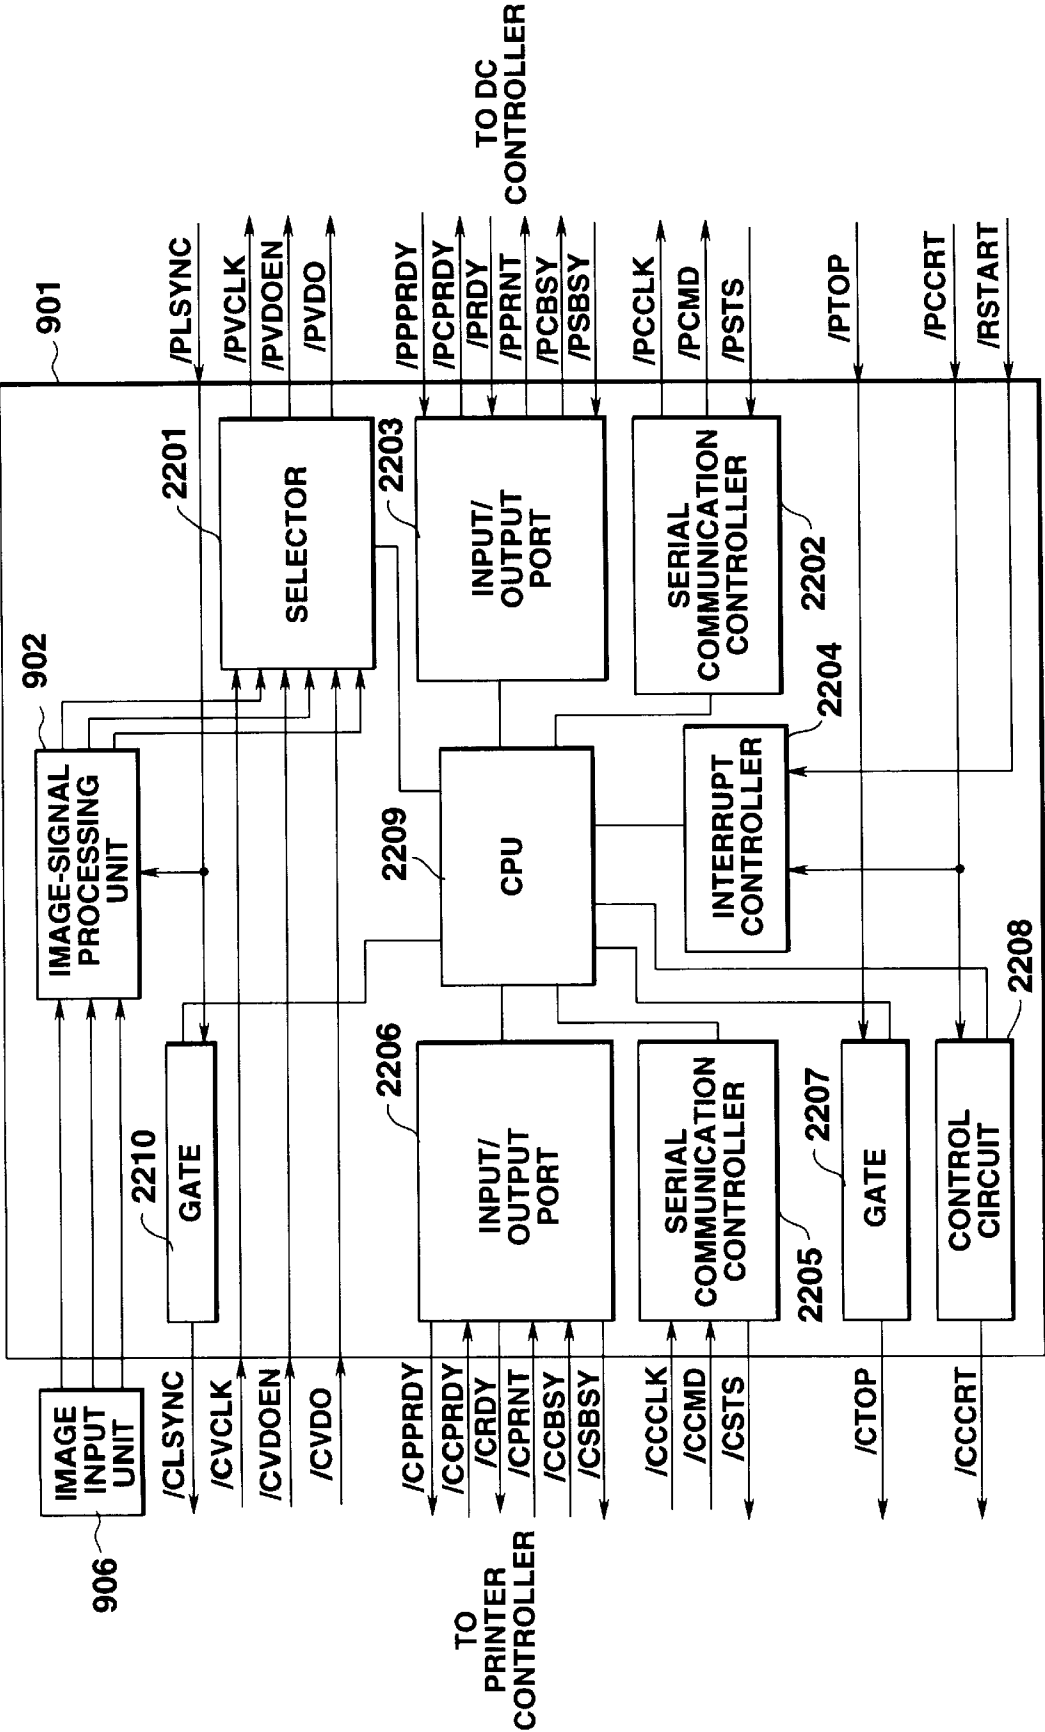 901
902
IMAGE-SIGNAL
PROCESSING
UNIT
IMAGE
INPUT
UNIT
906
2210
GATE
2201
SELECTOR
/CLSYNC
/CVCLK
/CVDOEN
/CVDO
/PLSYNC
/PVCLK
/PVDOEN
/PVDO
TO
PRINTER
CONTROLLER
/CPPRDY
/CCPRDY
/CRDY
/CPRNT
/CCBSY
/CSBSY
2206
INPUT/
OUTPUT
PORT
2209
CPU
2203
INPUT/
OUTPUT
PORT
/PPPRDY
/PCPRDY
/PRDY
/PPRNT
/PCBSY
/PSBSY
TO DC
CONTROLLER
/CCCLK
/CCMD
/CSTS
SERIAL
COMMUNICATION
CONTROLLER
2205
INTERRUPT
CONTROLLER
2204
SERIAL
COMMUNICATION
CONTROLLER
2202
/PCCLK
/PCMD
/PSTS
/CTOP
2207
GATE
/PTOP
/CCCRT
CONTROL
CIRCUIT
2208
/PCCRT
/RSTART